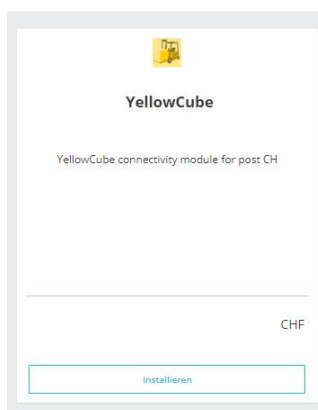 YellowCube
YellowCube connectivity module for post CH
CHF
Installieren